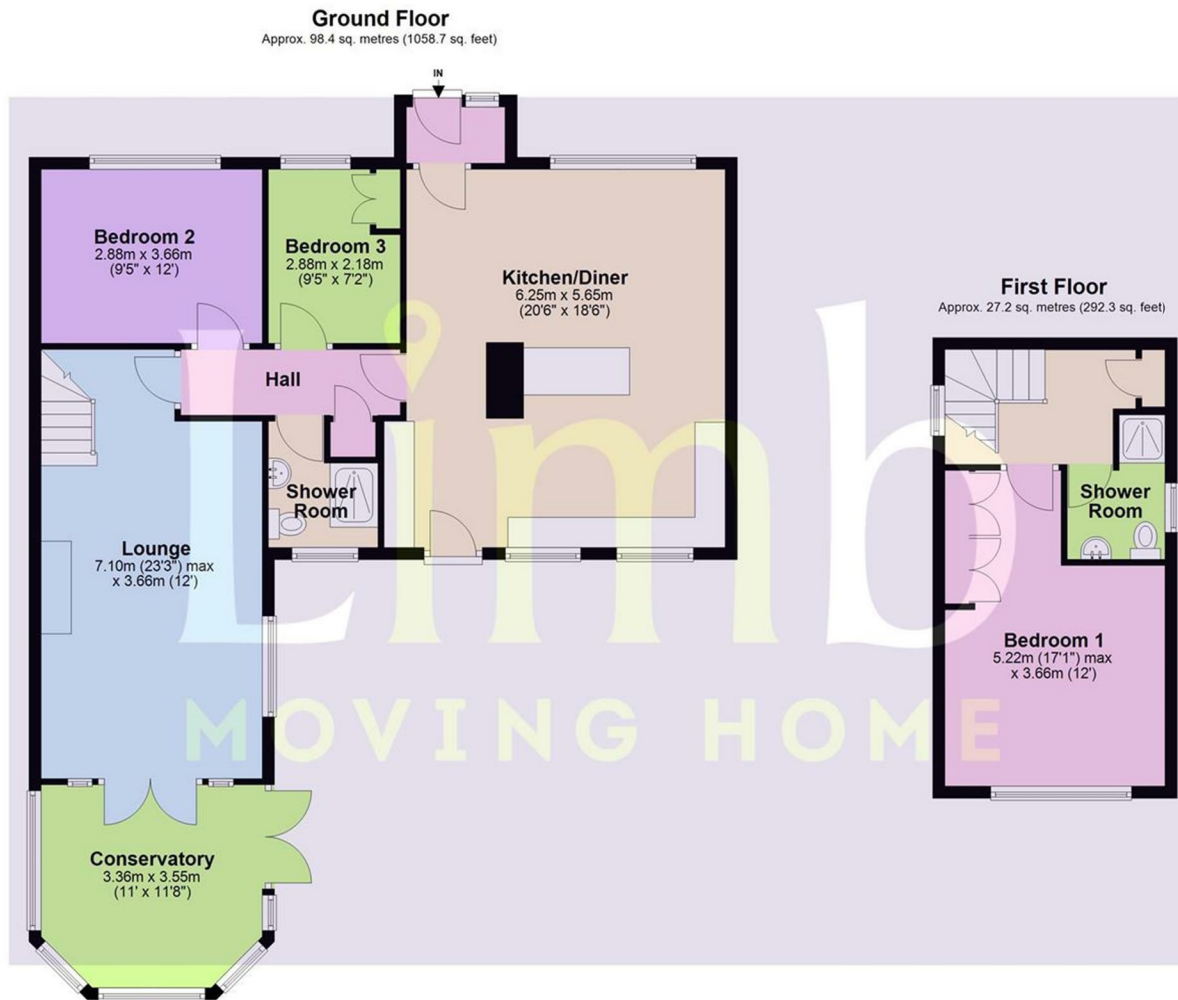 Ground Floor
Approx. 98.4 sq. metres (1058.7 sq. feet)
IN
Bedroom 2
2.88m x 3.66m
(9'5" x 12')
Bedroom 3
2.88m x 2.18m
(9'5" x 7'2")
Kitchen/Diner
6.25m x 5.65m
(20'6" x 18'6")
Hall
Shower
Room
Lounge
7.10m (23'3") max
x 3.66m (12')
Conservatory
3.36m x 3.55m
(11' x 11'8")
First Floor
Approx. 27.2 sq. metres (292.3 sq. feet)
Shower
Room
Bedroom 1
5.22m (17'1") max
x 3.66m (12')
Limb
MOVING HOME